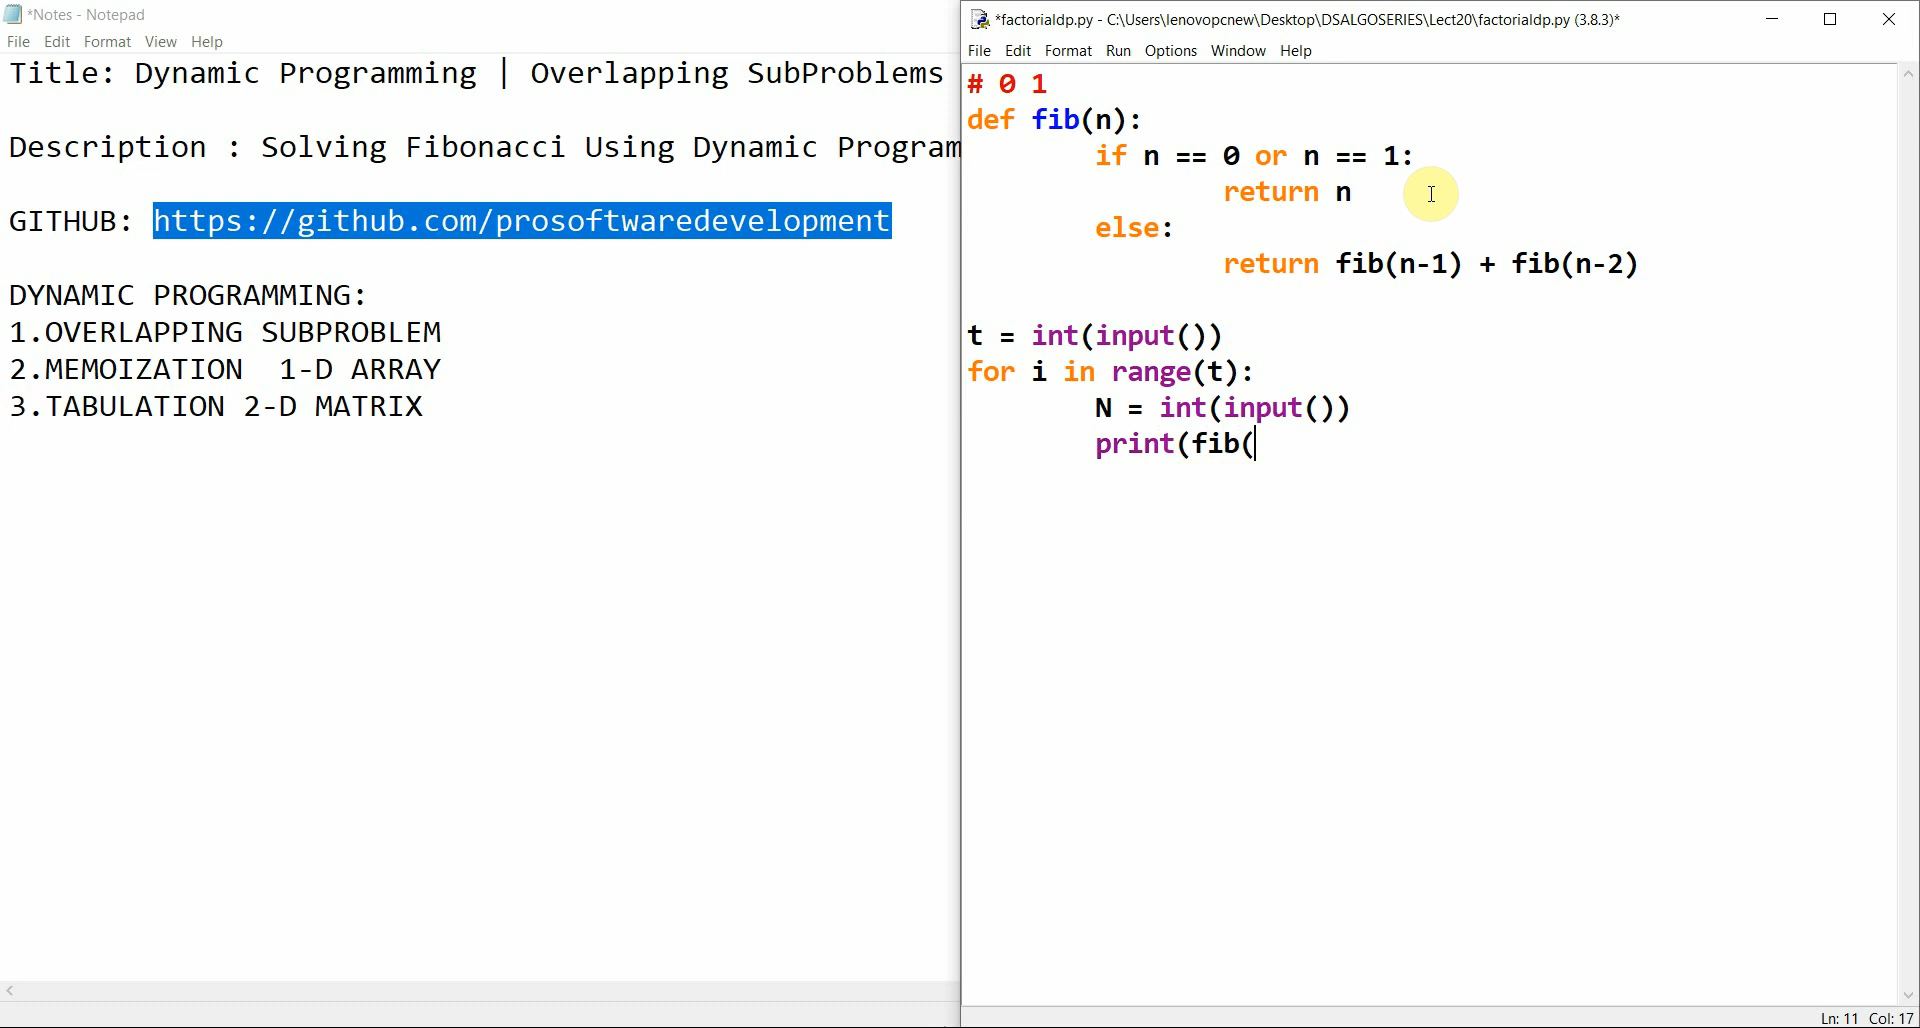 *Notes - Notepad
File Edit Format View Help
Title: Dynamic Programming | Overlapping SubProblems
Description : Solving Fibonacci Using Dynamic Program
GITHUB: https://github.com/prosoftwaredevelopment
DYNAMIC PROGRAMMING:
1.OVERLAPPING SUBPROBLEM
2.MEMOIZATION 1-D ARRAY
3.TABULATION 2-D MATRIX
*factorialdp.py - C:\Users\lenovopcnew\Desktop\DSALGOSERIES\Lect20\factorialdp.py (3.8.3)*
File Edit Format Run Options Window Help
# 0 1
def fib(n):
if n == 0 or n == 1:
return n
else:
return fib(n-1) + fib(n-2)
t = int(input())
for i in range(t):
N = int(input())
print(fib(
Ln: 11 Col: 17